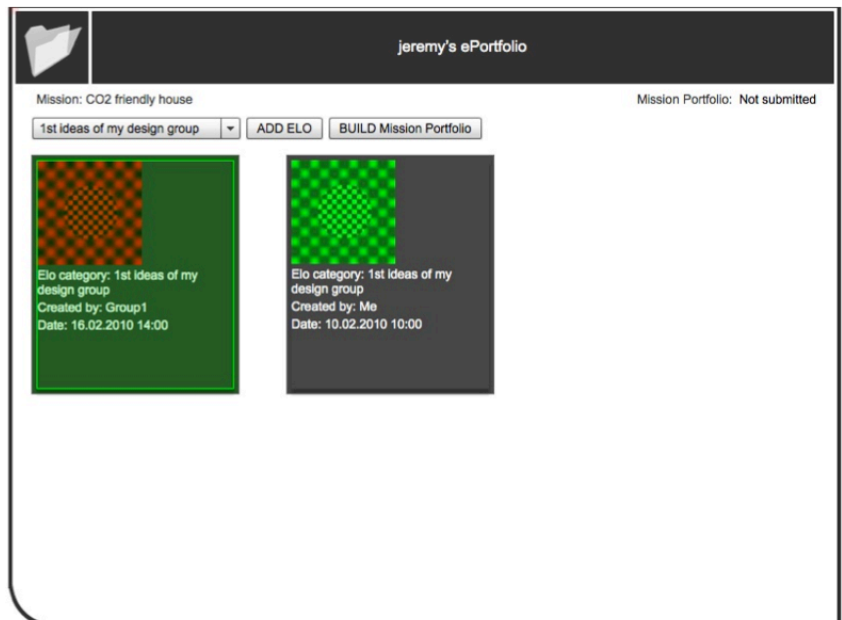 jeremy's ePortfolio
Mission: CO2 friendly house
Mission Portfolio: Not submitted
1st ideas of my design group
ADD ELO
BUILD Mission Portfolio
Elo category: 1st ideas of my
design group
Created by: Group1
Date: 16.02.2010 14:00
Elo category: 1st ideas of my
design group
Created by: Me
Date: 10.02.2010 10:00